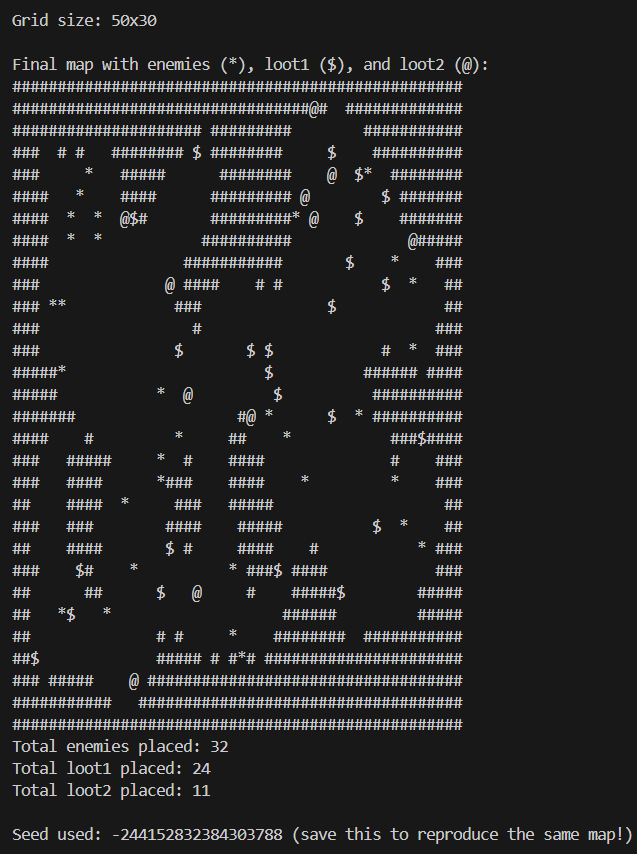 Grid size: 50x30
Final map with enemies (*), loot1 ($), and loot2 (@):
##################################################
#################################@#  #############
##################### #########        ###########
###  # #   ######## $ ########     $    ##########
###     *   #####      ########    @  $*  ########
####   *    ####      ######### @        $ #######
####  *  *  @$#       #########* @    $    #######
####  *  *           ##########             @#####
####               ###########       $    *    ###
###              @ ####    # #           $  *   ##
### **            ###              $            ##
###                 #                          ###
###               $       $ $            #  *  ###
#####*                      $          ###### ####
#####           *  @         $          ##########
#######                  #@ *      $  * ##########
####    #         *     ##    *           ###$####
###   #####     *  #    ####              #    ###
###   ####      *###    ####    *         *    ###
##    ####  *     ###   #####                   ##
###   ###        ####    #####          $  *    ##
##    ####       $ #     ####    #           * ###
###    $#    *          * ###$ ####            ###
##      ##      $   @     #    #####$        #####
##   *$   *                   ######         #####
##              # #     *    ########  ###########
##$             ##### # #*# ######################
### #####    @ ###################################
###########   ####################################
##################################################
Total enemies placed: 32
Total loot1 placed: 24
Total loot2 placed: 11
Seed used: -244152832384303788 (save this to reproduce the same map!)